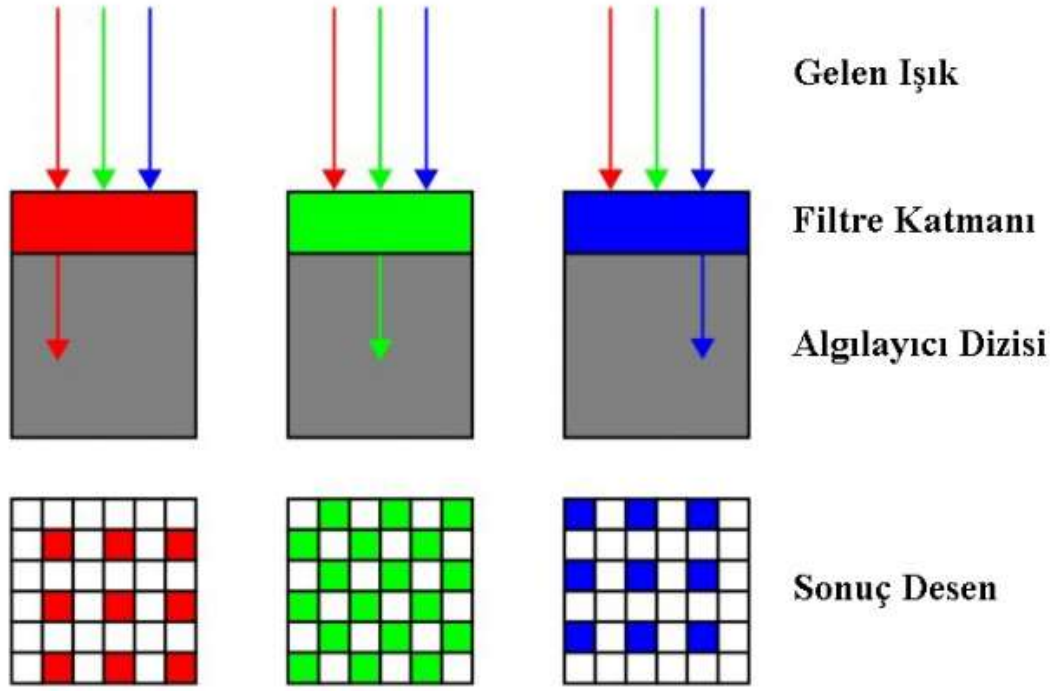 Gelen Işık
Filtre Katmanı
Algılayıcı Dizisi
Sonuç Desen